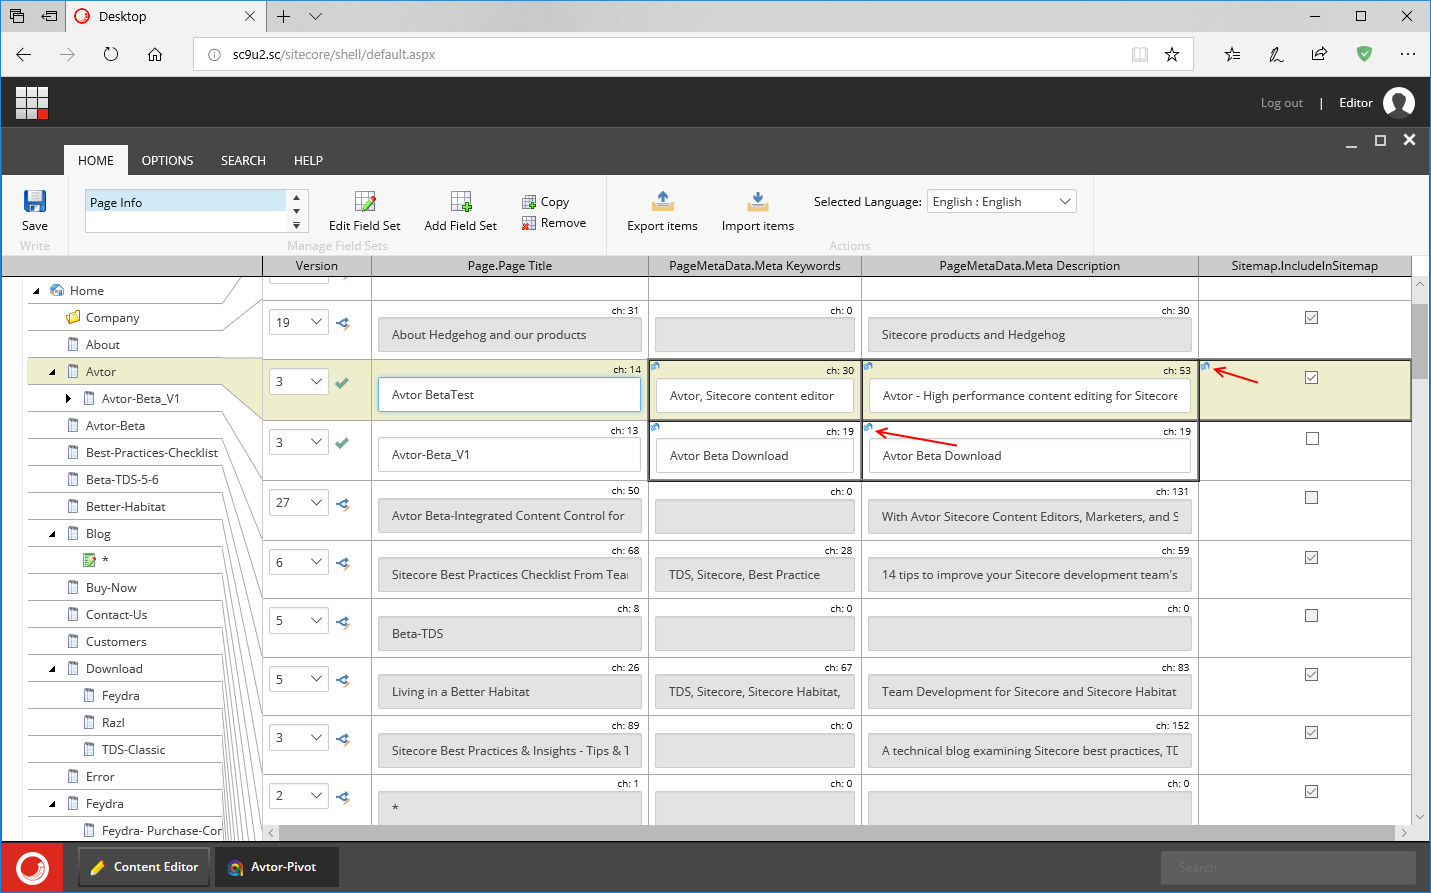 Desktop
sc9u2.sc/sitecore/shell/default.aspx
Log out | Editor
HOME OPTIONS SEARCH HELP
Save
Write
Page Info
Edit Field Set
Add Field Set
Copy
Remove
Manage Field Sets
Export items
Import items
Selected Language: English : English
Actions
Version Page.Page Title PageMetaData.Meta Keywords PageMetaData.Meta Description Sitemap.IncludeInSitemap
Home
Company
About
Avtor
Avtor-Beta_V1
Avtor-Beta
Best-Practices-Checklist
Beta-TDS-5-6
Better-Habitat
Blog
*
Buy-Now
Contact-Us
Customers
Download
Feydra
Razl
TDS-Classic
Error
Feydra
Feydra- Purchase-Cor
ch: 31 ch: 0 ch: 30
19 About Hedgehog and our products Sitecore products and Hedgehog
ch: 14 ch: 30 ch: 53
3 Avtor BetaTest Avtor, Sitecore content editor Avtor - High performance content editing for Sitecore
ch: 13 ch: 19 ch: 19
3 Avtor-Beta_V1 Avtor Beta Download Avtor Beta Download
ch: 50 ch: 0 ch: 131
27 Avtor Beta-Integrated Content Control for With Avtor Sitecore Content Editors, Marketers, and S
ch: 68 ch: 28 ch: 59
6 Sitecore Best Practices Checklist From Tear TDS, Sitecore, Best Practice 14 tips to improve your Sitecore development team's
ch: 8 ch: 0 ch: 0
5 Beta-TDS
ch: 26 ch: 67 ch: 83
5 Living in a Better Habitat TDS, Sitecore, Sitecore Habitat, Team Development for Sitecore and Sitecore Habitat
ch: 89 ch: 0 ch: 152
3 Sitecore Best Practices & Insights - Tips & T A technical blog examining Sitecore best practices, TD
ch: 1 ch: 0 ch: 0
2 *
Content Editor Avtor-Pivot Search